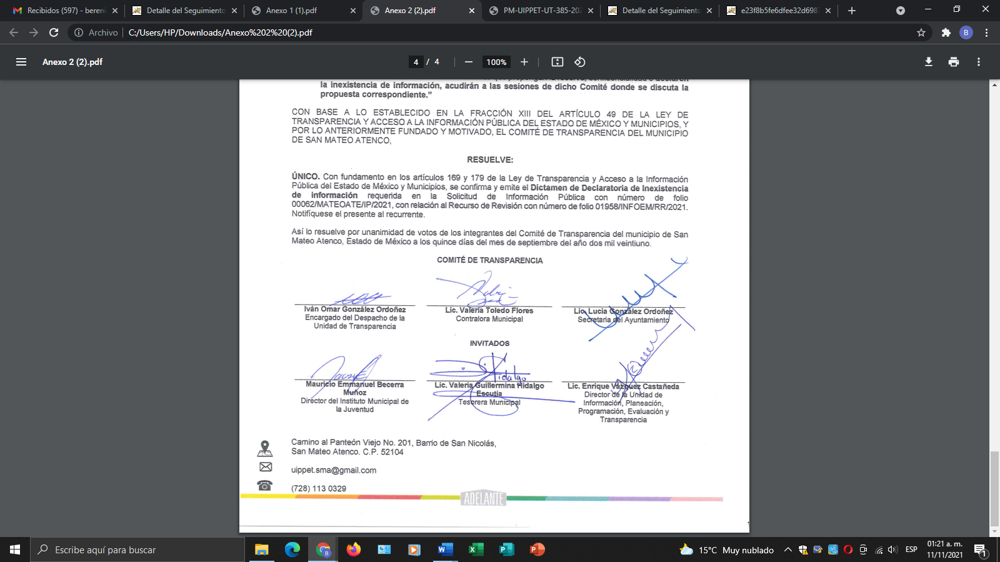 Recibidos (597) - bereni
Detalle del Seguimiento
Anexo 1 (1).pdf
Anexo 2 (2).pdf
PM-UIPPET-UT-385-202
Detalle del Seguimiento
e23f8b5fe6dfee32d698
Archivo
C:/Users/HP/Downloads/Anexo%202%20(2).pdf
B
Anexo 2 (2).pdf
4 / 4
100%
la inexistencia de información, acudirán a las sesiones de dicho Comité donde se discuta la
propuesta correspondiente.”
CON BASE A LO ESTABLECIDO EN LA FRACCIÓN XIII DEL ARTÍCULO 49 DE LA LEY DE
TRANSPARENCIA Y ACCESO A LA INFORMACIÓN PÚBLICA DEL ESTADO DE MÉXICO Y MUNICIPIOS, Y
POR LO ANTERIORMENTE FUNDADO Y MOTIVADO, EL COMITÉ DE TRANSPARENCIA DEL MUNICIPIO
DE SAN MATEO ATENCO,
RESUELVE:
ÚNICO. Con fundamento en los artículos 169 y 179 de la Ley de Transparencia y Acceso a la Información
Pública del Estado de México y Municipios, se confirma y emite el Dictamen de Declaratoria de Inexistencia
de información requerida en la Solicitud de Información Pública con número de folio
00062/MATEOATE/IP/2021, con relación al Recurso de Revisión con número de folio 01958/INFOEM/RR/2021.
Notifíquese el presente al recurrente.
Así lo resuelve por unanimidad de votos de los integrantes del Comité de Transparencia del municipio de San
Mateo Atenco, Estado de México a los quince días del mes de septiembre del año dos mil veintiuno.
COMITÉ DE TRANSPARENCIA
Iván Omar González Ordoñez
Encargado del Despacho de la
Unidad de Transparencia
Lic. Valeria Toledo Flores
Contralora Municipal
Lic. Lucia González Ordoñez
Secretaria del Ayuntamiento
INVITADOS
Hidalgo
Mauricio Emmanuel Becerra
Muñoz
Director del Instituto Municipal de
la Juventud
Lic. Valeria Guillermina Hidalgo
Escutia
Tesorera Municipal
Lic. Enrique Vázquez Castañeda
Director de la Unidad de
Información, Planeación,
Programación, Evaluación y
Transparencia
Camino al Panteón Viejo No. 201, Barrio de San Nicolás,
San Mateo Atenco. C.P. 52104
uippet.sma@gmail.com
(728) 113 0329
ADELANTE
Escribe aquí para buscar
15°C Muy nublado
ESP
01:21 a. m.
11/11/2021
1